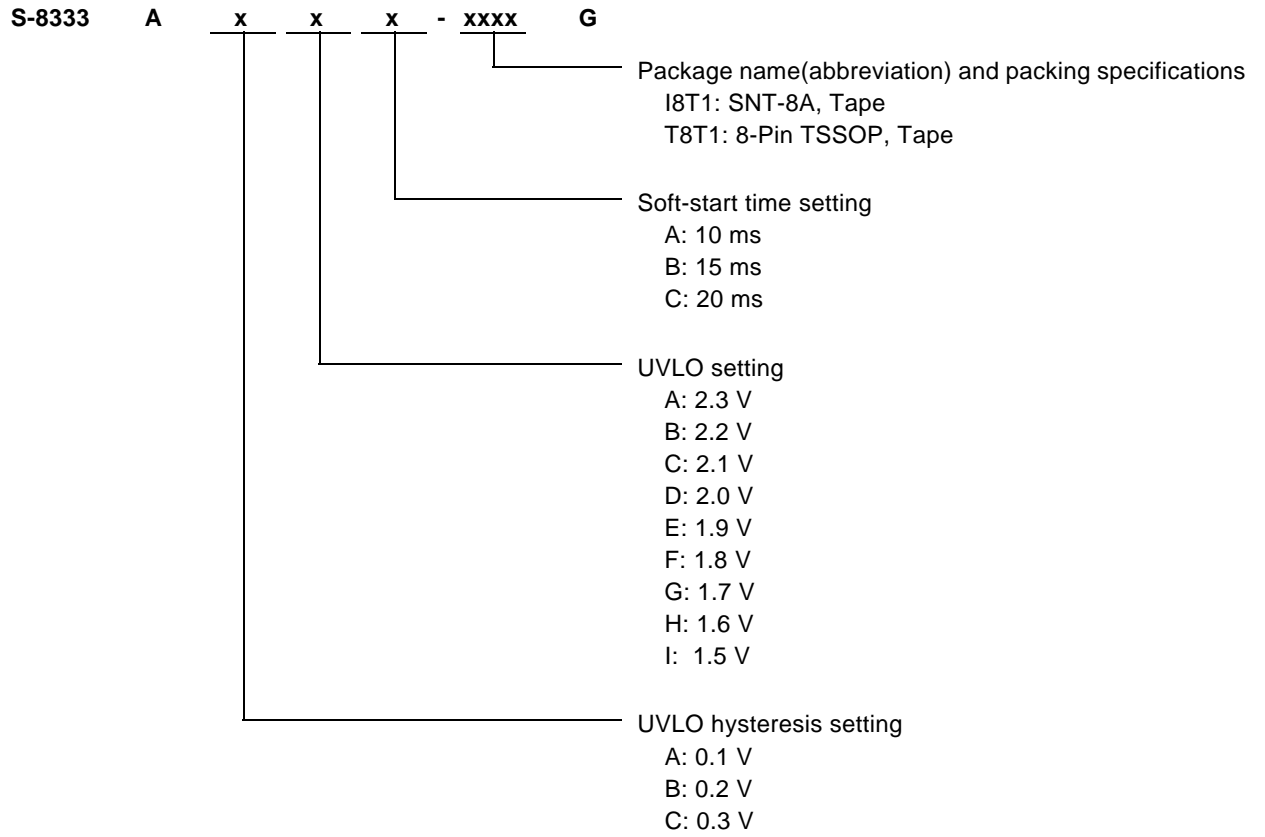 S-8333 A x x x - xxxx G
Package name(abbreviation) and packing specifications
I8T1: SNT-8A, Tape
T8T1: 8-Pin TSSOP, Tape
Soft-start time setting
A: 10 ms
B: 15 ms
C: 20 ms
UVLO setting
A: 2.3 V
B: 2.2 V
C: 2.1 V
D: 2.0 V
E: 1.9 V
F: 1.8 V
G: 1.7 V
H: 1.6 V
I: 1.5 V
UVLO hysteresis setting
A: 0.1 V
B: 0.2 V
C: 0.3 V